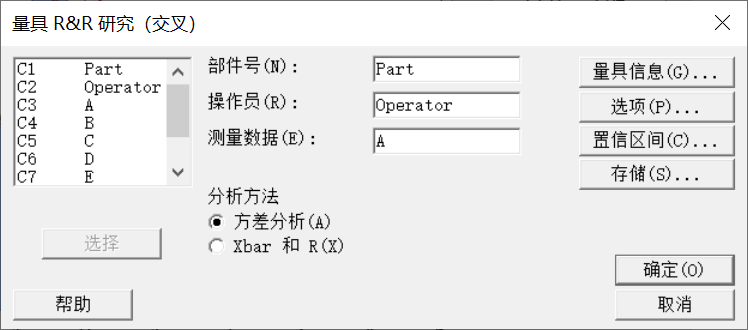 量具 R&R 研究（交叉）
C1 Part
C2 Operator
C3 A
C4 B
C5 C
C6 D
C7 E
部件号(N)：
Part
操作员(R)：
Operator
测量数据(E)：
A
分析方法
方差分析(A)
Xbar 和 R(X)
量具信息(G)...
选项(P)...
置信区间(C)...
存储(S)...
选择
确定(O)
帮助
取消